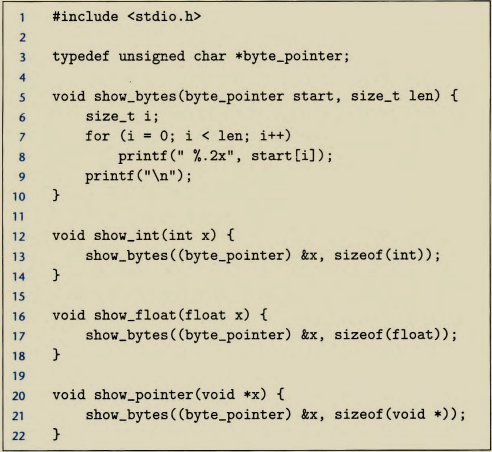 1 #include <stdio.h>
2
3 typedef unsigned char *byte_pointer;
4
5 void show_bytes(byte_pointer start, size_t len) {
6     size_t i;
7     for (i = 0; i < len; i++)
8         printf(" %.2x", start[i]);
9     printf("\n");
10 }
11
12 void show_int(int x) {
13     show_bytes((byte_pointer) &x, sizeof(int));
14 }
15
16 void show_float(float x) {
17     show_bytes((byte_pointer) &x, sizeof(float));
18 }
19
20 void show_pointer(void *x) {
21     show_bytes((byte_pointer) &x, sizeof(void *));
22 }